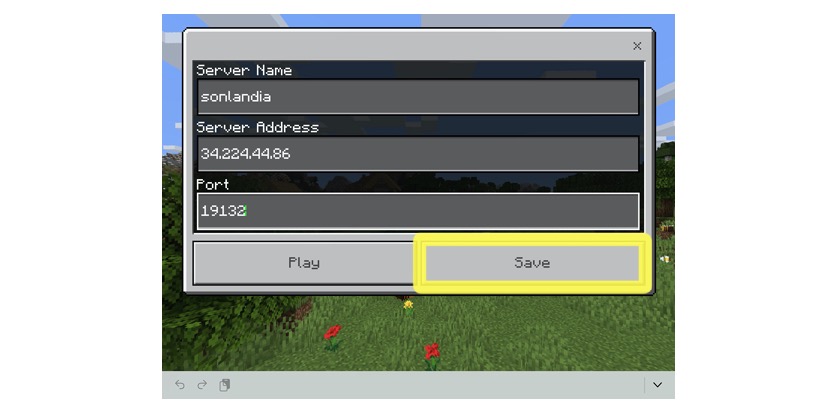 Server Name
sonlandia
Server Address
34.224.44.86
Port
19132
Play
Save